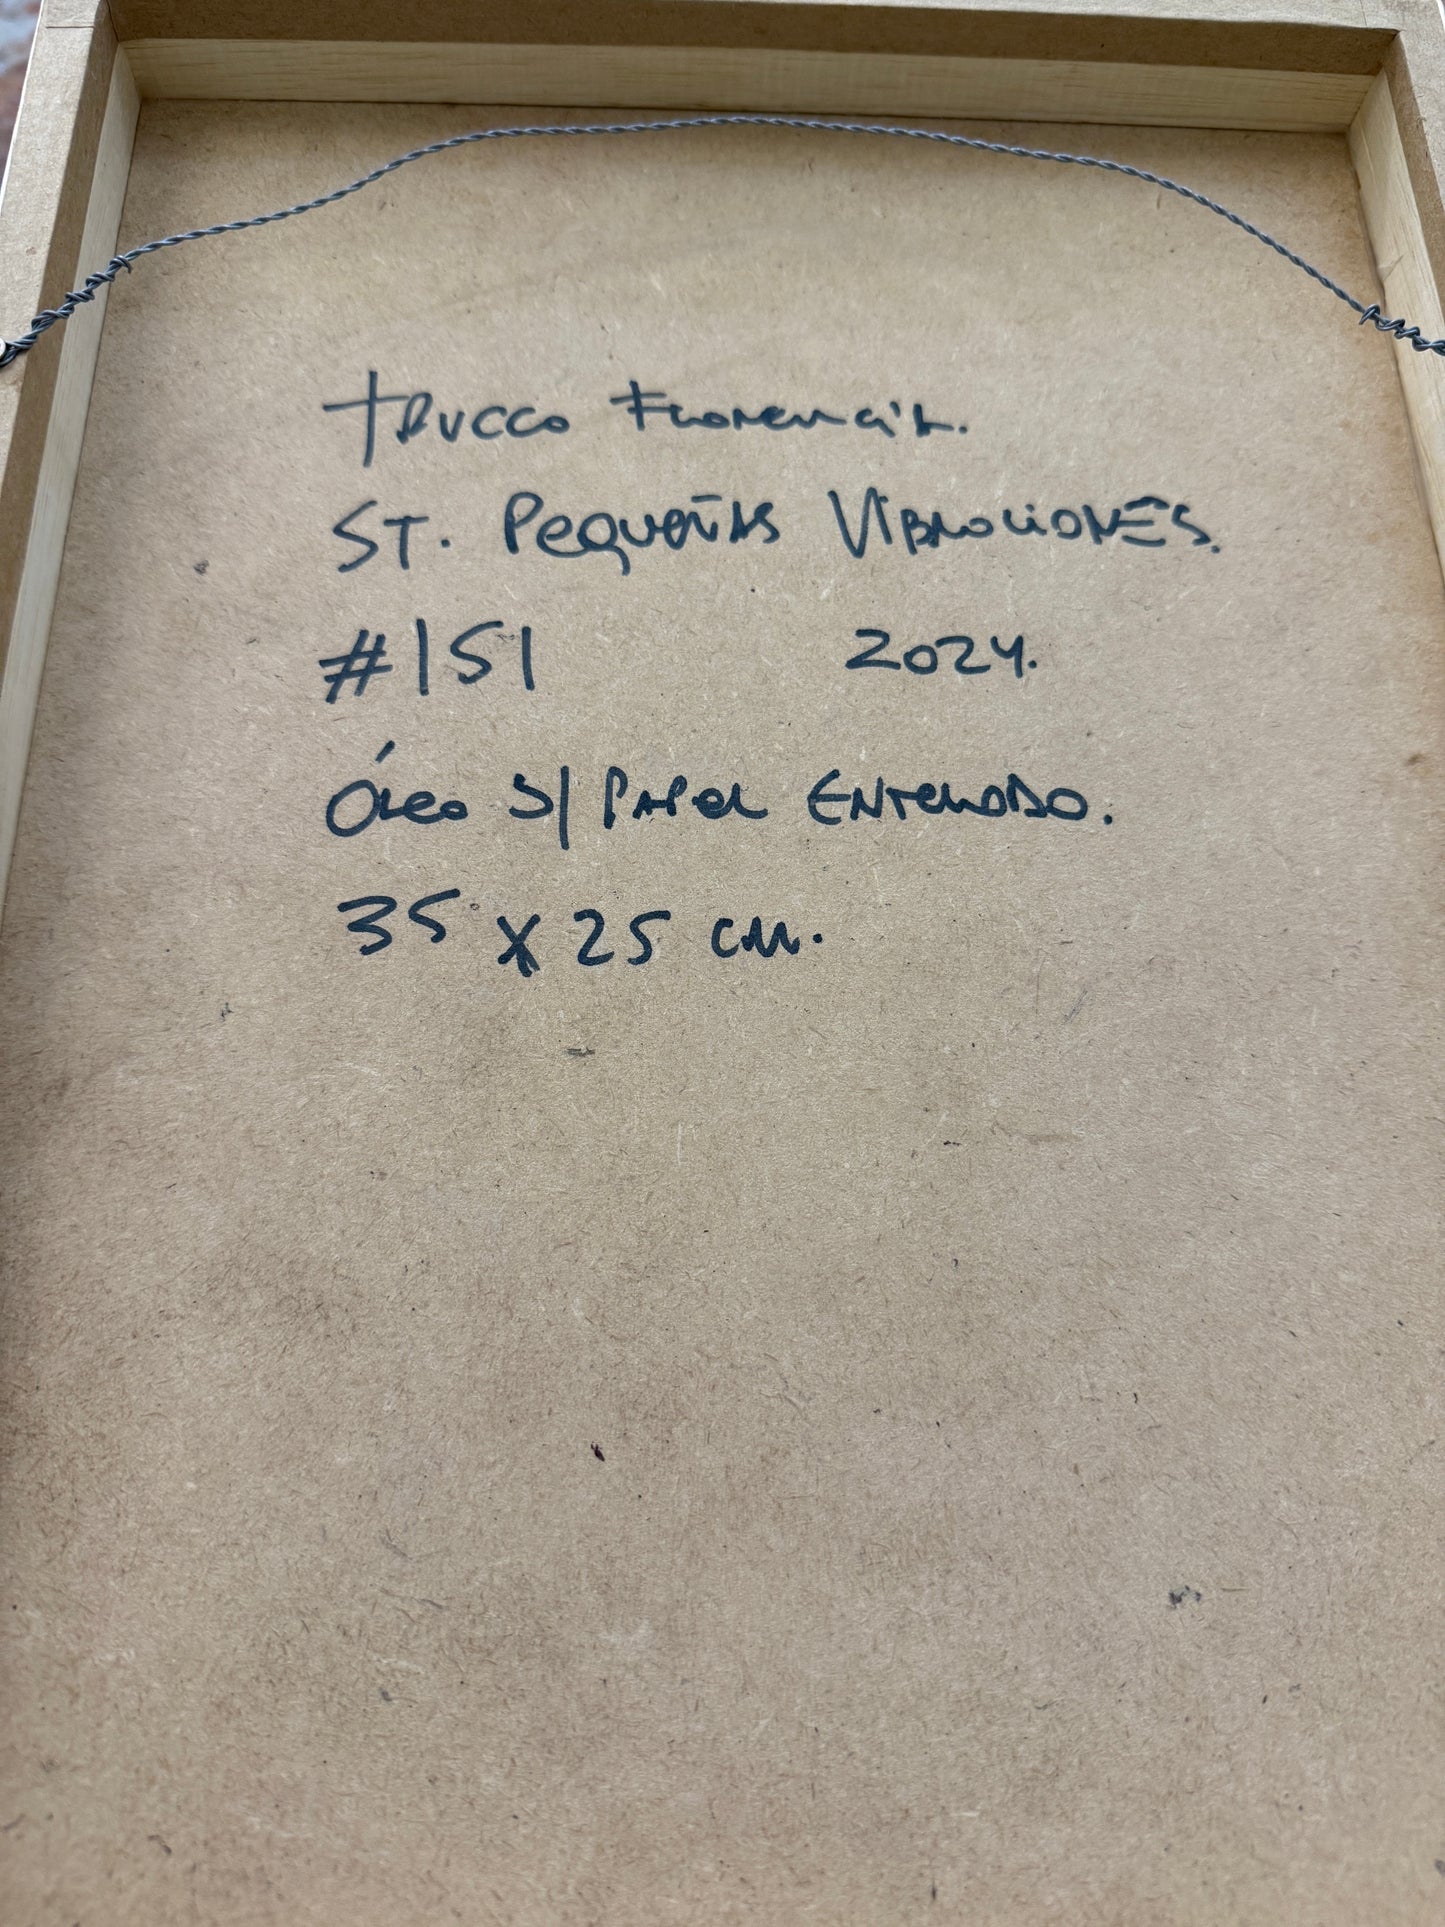 Trucco Florencia.
ST. Pequeñas Vibraciones.
#151 2024.
Óleo S/ Papel Entelado.
35 x 25 cm.